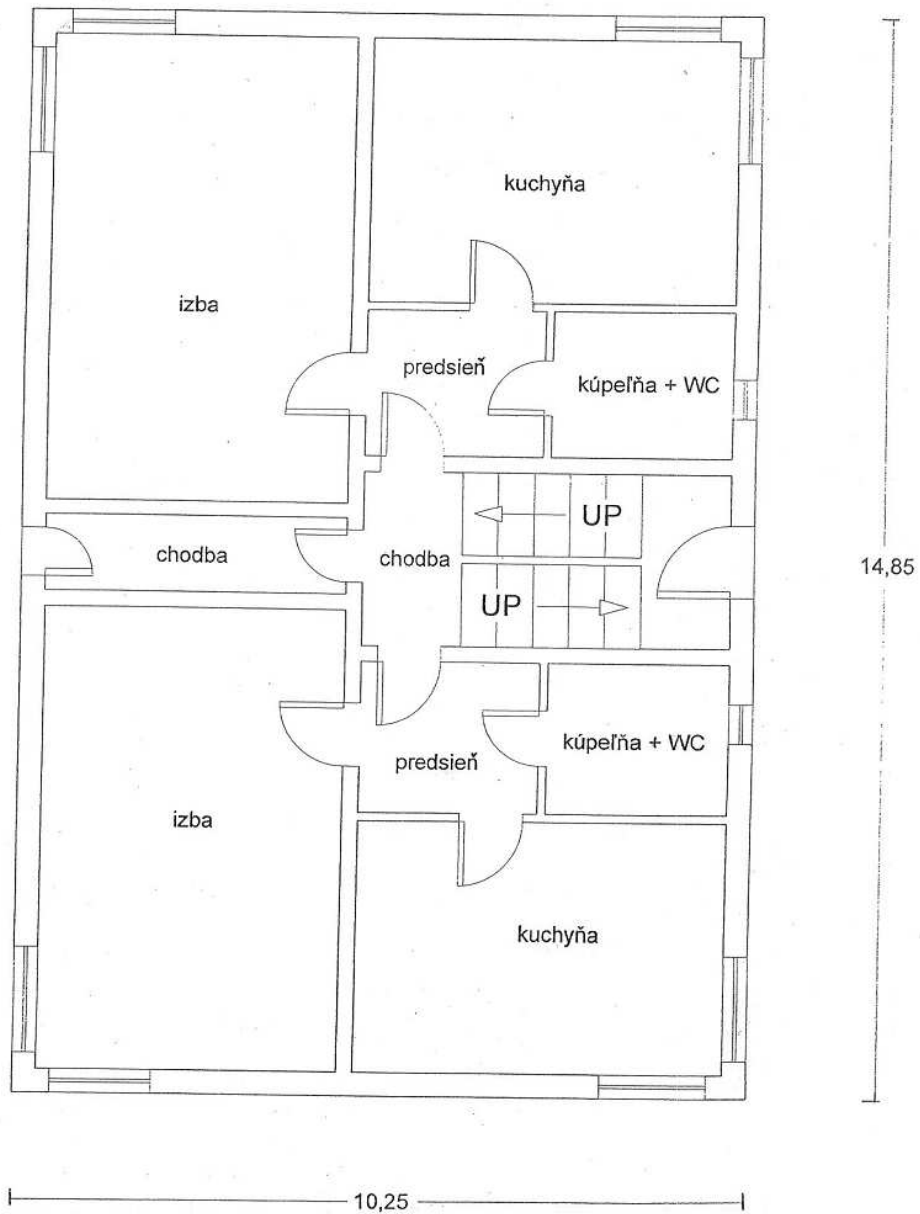 kuchyňa
izba
predsieň
kúpeľňa + WC
UP
chodba
chodba
14,85
UP
kúpeľňa + WC
predsieň
izba
kuchyňa
10,25